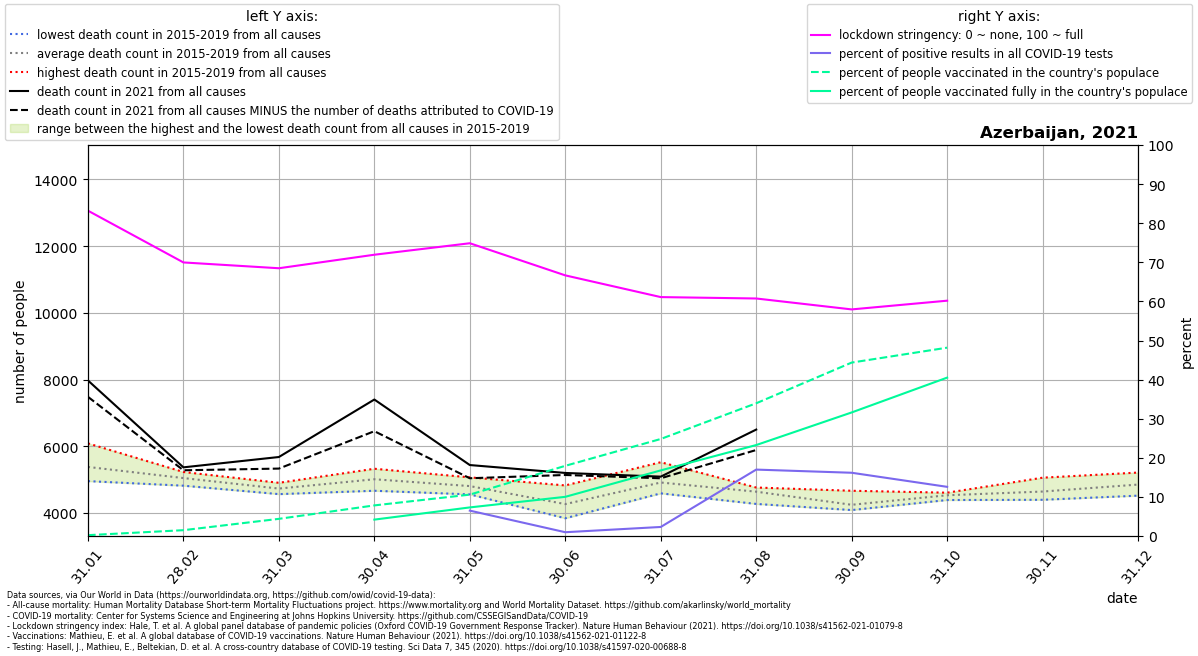 left Y axis:
lowest death count in 2015-2019 from all causes
average death count in 2015-2019 from all causes
highest death count in 2015-2019 from all causes
death count in 2021 from all causes
death count in 2021 from all causes MINUS the number of deaths attributed to COVID-19
range between the highest and the lowest death count from all causes in 2015-2019
right Y axis:
lockdown stringency: 0 ~ none, 100 ~ full
percent of positive results in all COVID-19 tests
percent of people vaccinated in the country's populace
percent of people vaccinated fully in the country's populace
Azerbaijan, 2021
number of people
14000
12000
10000
8000
6000
4000
100
90
80
70
60
50
40
30
20
10
0
percent
31.01
28.02
31.03
30.04
31.05
30.06
31.07
31.08
30.09
31.10
30.11
31.12
date
Data sources, via Our World in Data (https://ourworldindata.org, https://github.com/owid/covid-19-data):
- All-cause mortality: Human Mortality Database Short-term Mortality Fluctuations project. https://www.mortality.org and World Mortality Dataset. https://github.com/akarlinsky/world_mortality
- COVID-19 mortality: Center for Systems Science and Engineering at Johns Hopkins University. https://github.com/CSSEGISandData/COVID-19
- Lockdown stringency index: Hale, T. et al. A global panel database of pandemic policies (Oxford COVID-19 Government Response Tracker). Nature Human Behaviour (2021). https://doi.org/10.1038/s41562-021-01079-8
- Vaccinations: Mathieu, E. et al. A global database of COVID-19 vaccinations. Nature Human Behaviour (2021). https://doi.org/10.1038/s41562-021-01122-8
- Testing: Hasell, J., Mathieu, E., Beltekian, D. et al. A cross-country database of COVID-19 testing. Sci Data 7, 345 (2020). https://doi.org/10.1038/s41597-020-00688-8